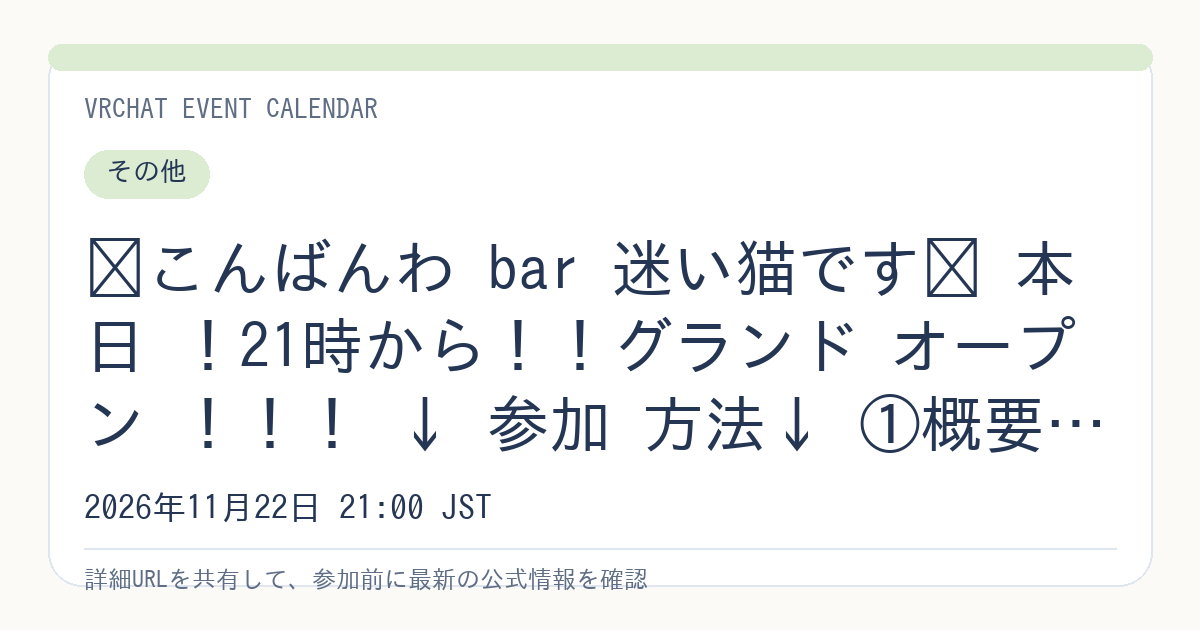 VRCHAT EVENT CALENDAR
その他
こんばんわ bar 迷い猫です 本
日 ！21時から！！グランド オープ
ン ！！！ ↓ 参加 方法↓ ①概要…
2026年11月22日 21:00 JST
詳細URLを共有して、参加前に最新の公式情報を確認